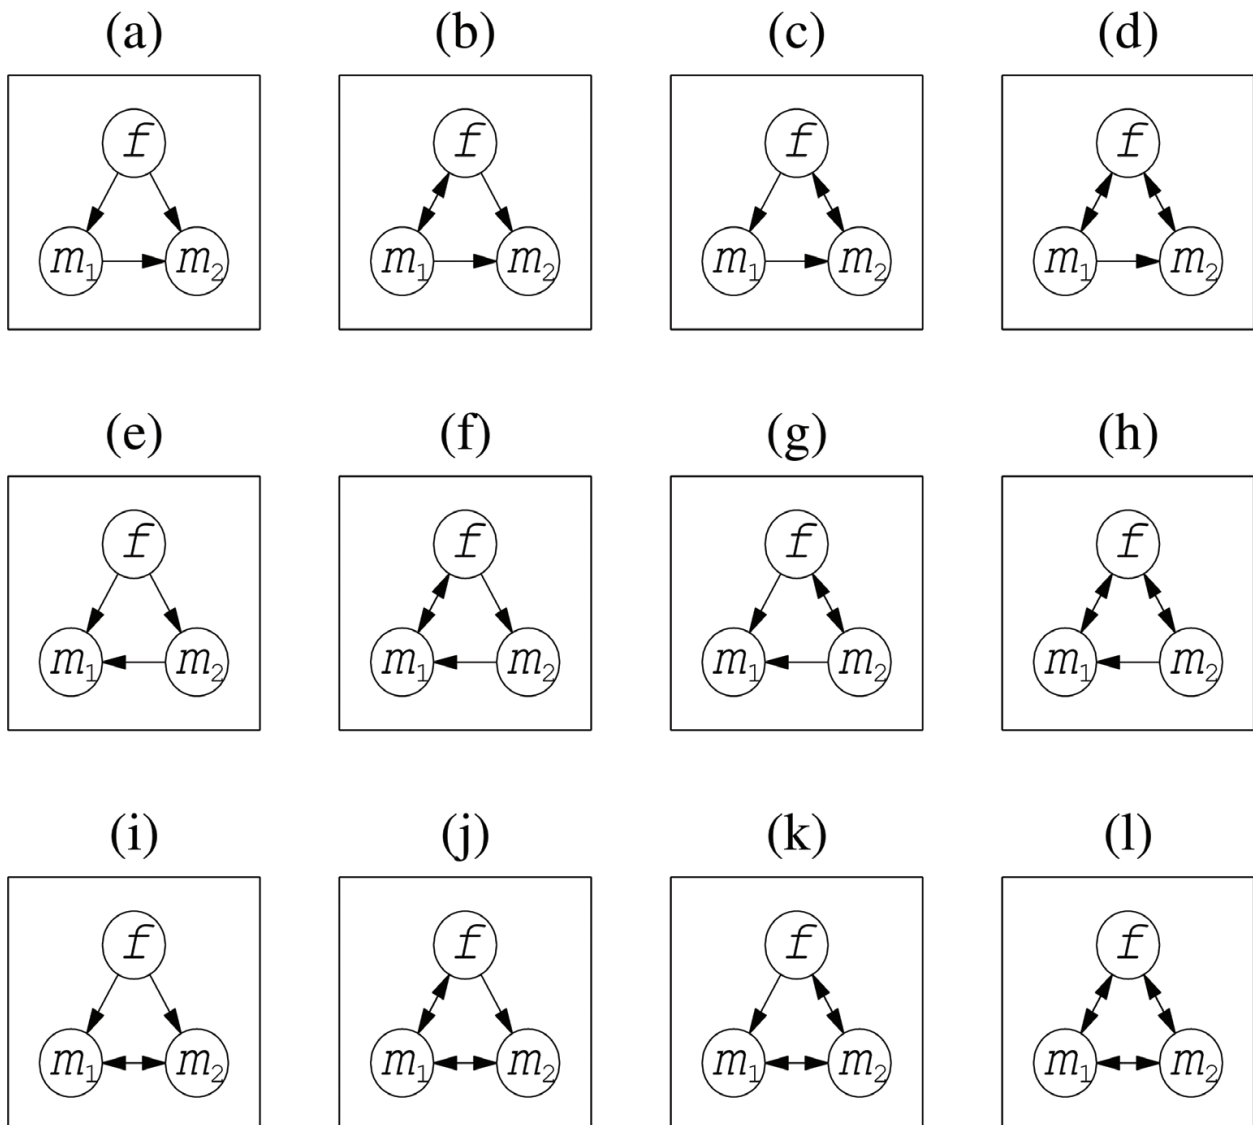 (a) (b) (c) (d)
f f f f
m₁ m₂ m₁ m₂ m₁ m₂ m₁ m₂
(e) (f) (g) (h)
f f f f
m₁ m₂ m₁ m₂ m₁ m₂ m₁ m₂
(i) (j) (k) (l)
f f f f
m₁ m₂ m₁ m₂ m₁ m₂ m₁ m₂